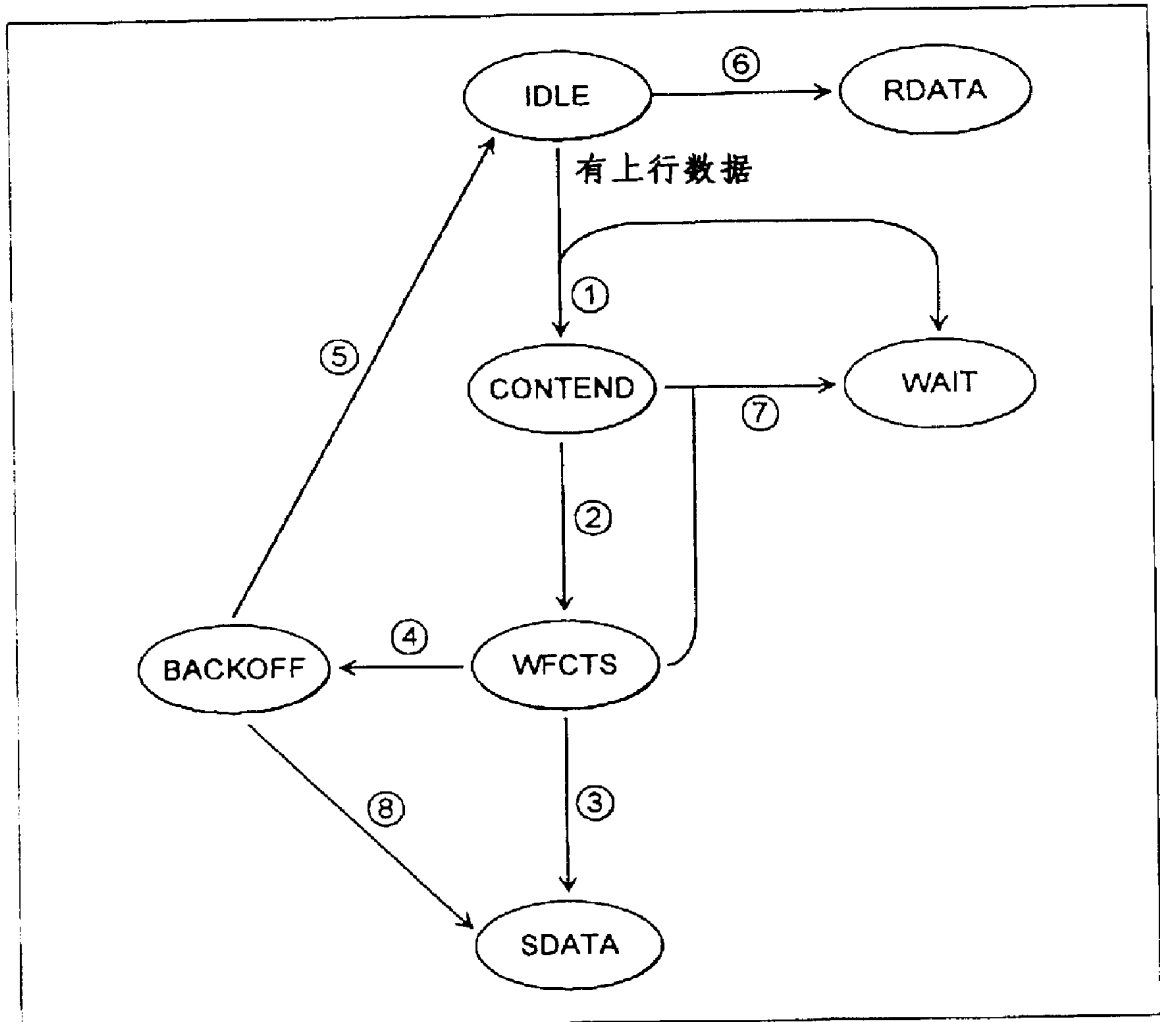 IDLE
⑥
RDATA
有上行数据
①
⑤
CONTEND
⑦
WAIT
②
BACKOFF
④
WFCTS
⑧
③
SDATA